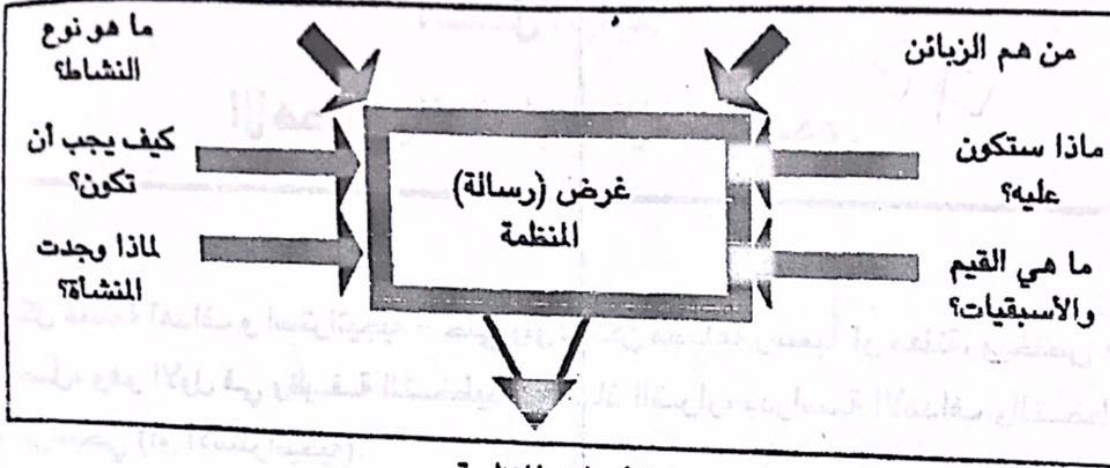 من هم الزبائن
ماذا ستكون
عليه؟
ما هي القيم
والأسبقيات؟
غرض (رسالة)
المنظمة
ما هو نوع
النشاط؟
كيف يجب أن
تكون؟
لماذا وجدت
المنشأة؟